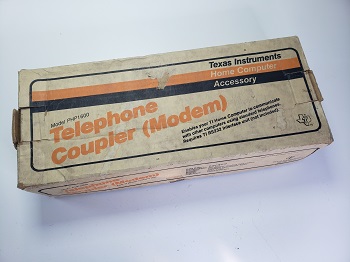 Texas Instruments
Home Computer
Accessory
Model PHP1600
Telephone
Coupler (Modem)
Enables your TI Home Computer to communicate
with other computers using standard telephones.
Requires TI RS232 Interface unit (not included).